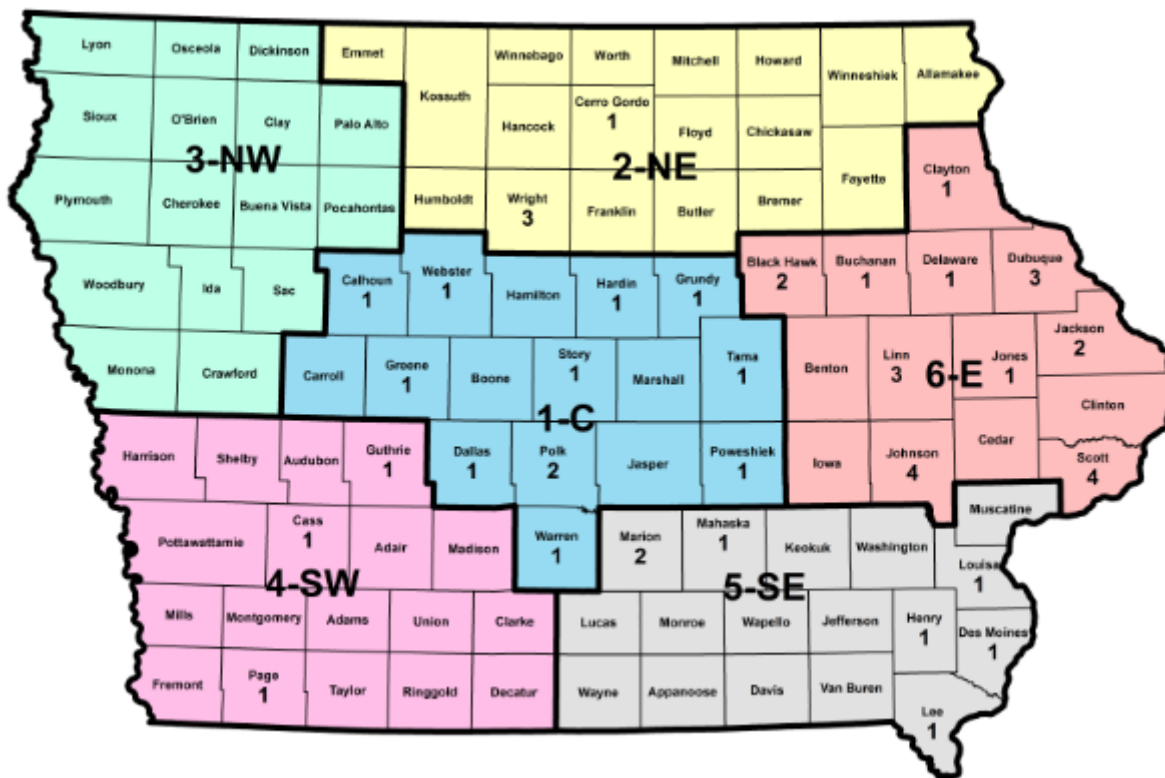 Lyon
Osceola
Dickinson
Emmet
Kossuth
Winnebago
Worth
Mitchell
Howard
Winneshiek
Allamakee
Sioux
O'Brien
Clay
Palo Alto
Hancock
Cerro Gordo
1
Floyd
Chickasaw
3-NW
2-NE
Fayette
Clayton
1
Plymouth
Cherokee
Buena Vista
Pocahontas
Humboldt
Wright
3
Franklin
Butler
Bremer
Woodbury
Ida
Sac
Calhoun
1
Webster
1
Hamilton
Hardin
1
Grundy
1
Black Hawk
2
Buchanan
1
Delaware
1
Dubuque
3
Monona
Crawford
Carroll
Greene
1
Boone
Story
1
Marshall
Tama
1
Benton
Linn
3
Jones
1
Jackson
2
6-E
Clinton
1-C
Harrison
Shelby
Audubon
Guthrie
1
Dallas
1
Polk
2
Jasper
Poweshiek
1
Iowa
Johnson
4
Cedar
Scott
4
Muscatine
Pottawattamie
Cass
1
Adair
Madison
Warren
1
Marion
2
Mahaska
1
Keokuk
Washington
Louisa
1
4-SW
5-SE
Mills
Montgomery
Adams
Union
Clarke
Lucas
Monroe
Wapello
Jefferson
Henry
1
Des Moines
1
Fremont
Page
1
Taylor
Ringgold
Decatur
Wayne
Appanoose
Davis
Van Buren
Lee
1